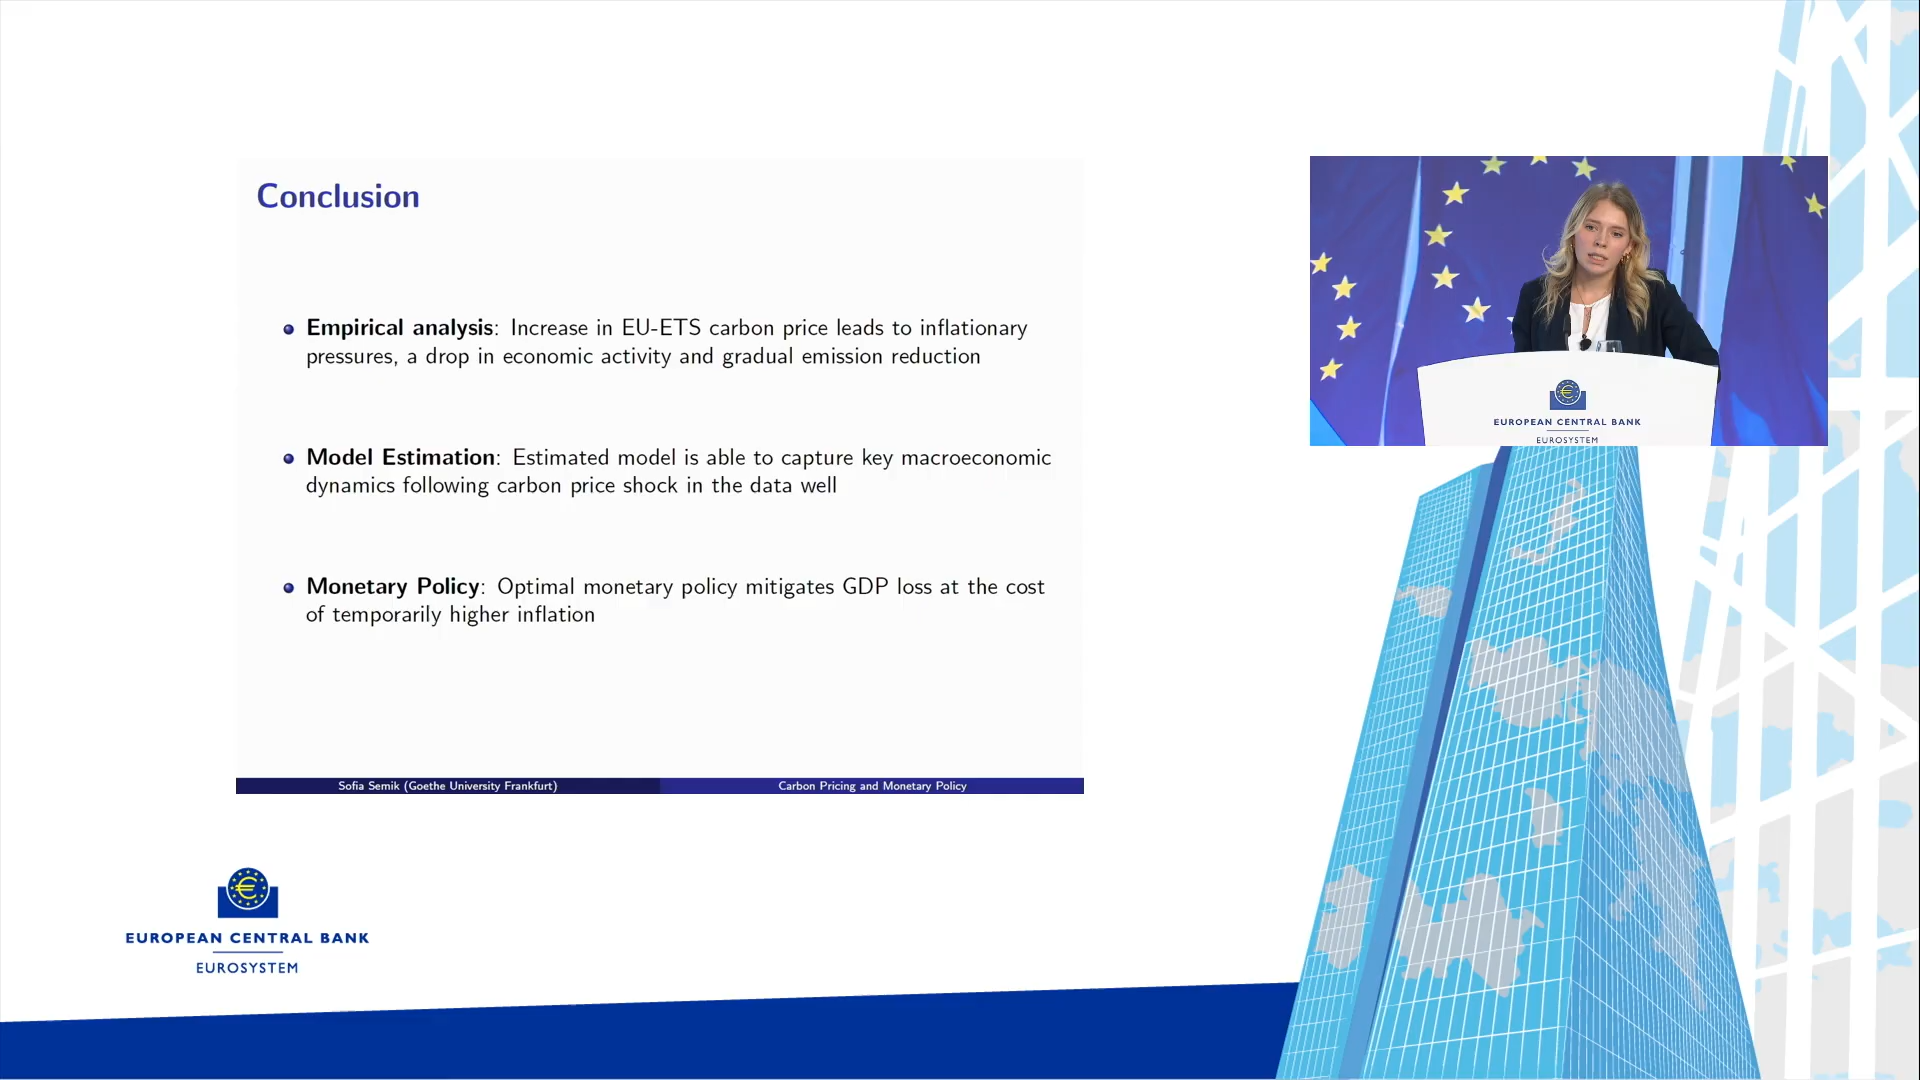 Conclusion
Empirical analysis: Increase in EU-ETS carbon price leads to inflationary
pressures, a drop in economic activity and gradual emission reduction
Model Estimation: Estimated model is able to capture key macroeconomic
dynamics following carbon price shock in the data well
Monetary Policy: Optimal monetary policy mitigates GDP loss at the cost
of temporarily higher inflation
Sofia Semik (Goethe University Frankfurt)
Carbon Pricing and Monetary Policy
EUROPEAN CENTRAL BANK
EUROSYSTEM
EUROPEAN CENTRAL BANK
EUROSYSTEM